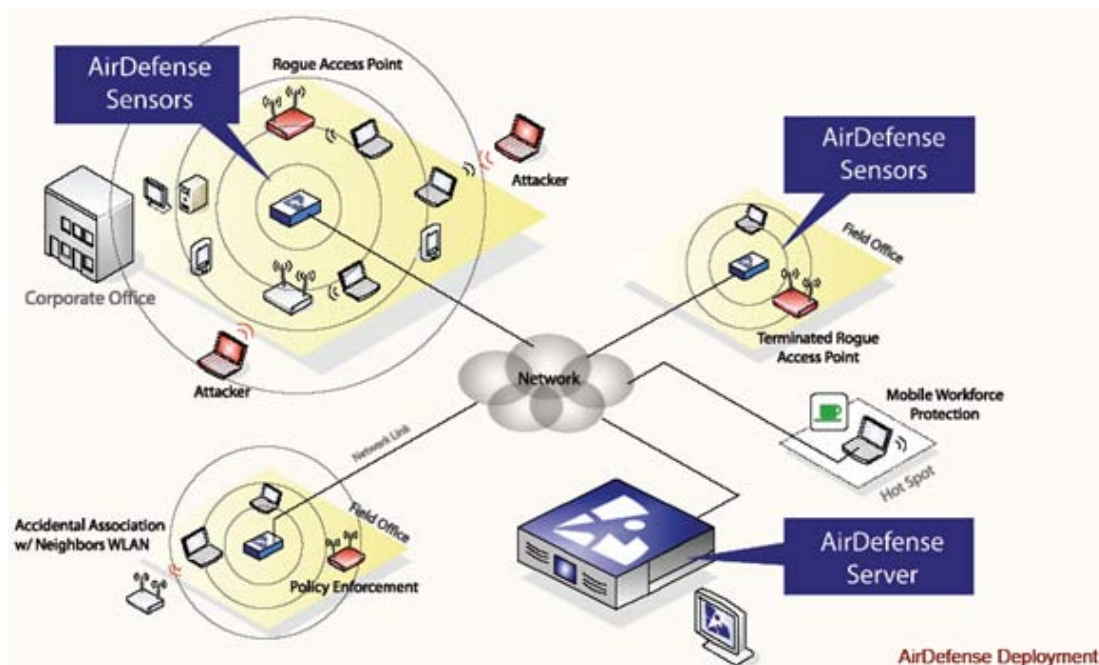 AirDefense
Sensors
Rogue Access Point
Attacker
AirDefense
Sensors
Corporate Office
Field Office
Terminated Rogue
Access Point
Attacker
Network
Mobile Workforce
Protection
Hot Spot
Network Link
Field Office
Accidental Association
w/ Neighbors WLAN
Policy Enforcement
AirDefense
Server
AirDefense Deployment